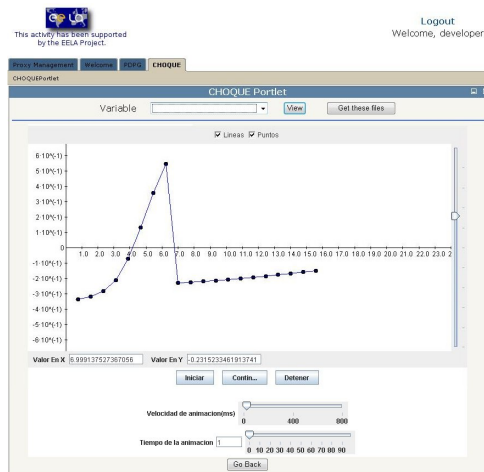 eela
This activity has been supported
by the EELA Project.
Logout
Welcome, developer
Proxy Management Welcome PDPG CHOQUE
CHOQUEPortlet
CHOQUE Portlet
Variable View Get these files
Lineas Puntos
6·10^(-1)
5·10^(-1)
4·10^(-1)
3·10^(-1)
2·10^(-1)
1·10^(-1)
0
1.0 2.0 3.0 4.0 5.0 6.0 7.0 8.0 9.0 10.0 11.0 12.0 13.0 14.0 15.0 16.0 17.0 18.0 19.0 20.0 21.0 22.0 23.0 2
-1·10^(-1)
-2·10^(-1)
-3·10^(-1)
-4·10^(-1)
-5·10^(-1)
-6·10^(-1)
Valor En X 6.999137527367056 Valor En Y -0.2315233461913741
Iniciar Contin... Detener
Velocidad de animacion(ms)
0 400 800
Tiempo de la animacion 1
0 10 20 30 40 50 60 70 80 90
Go Back